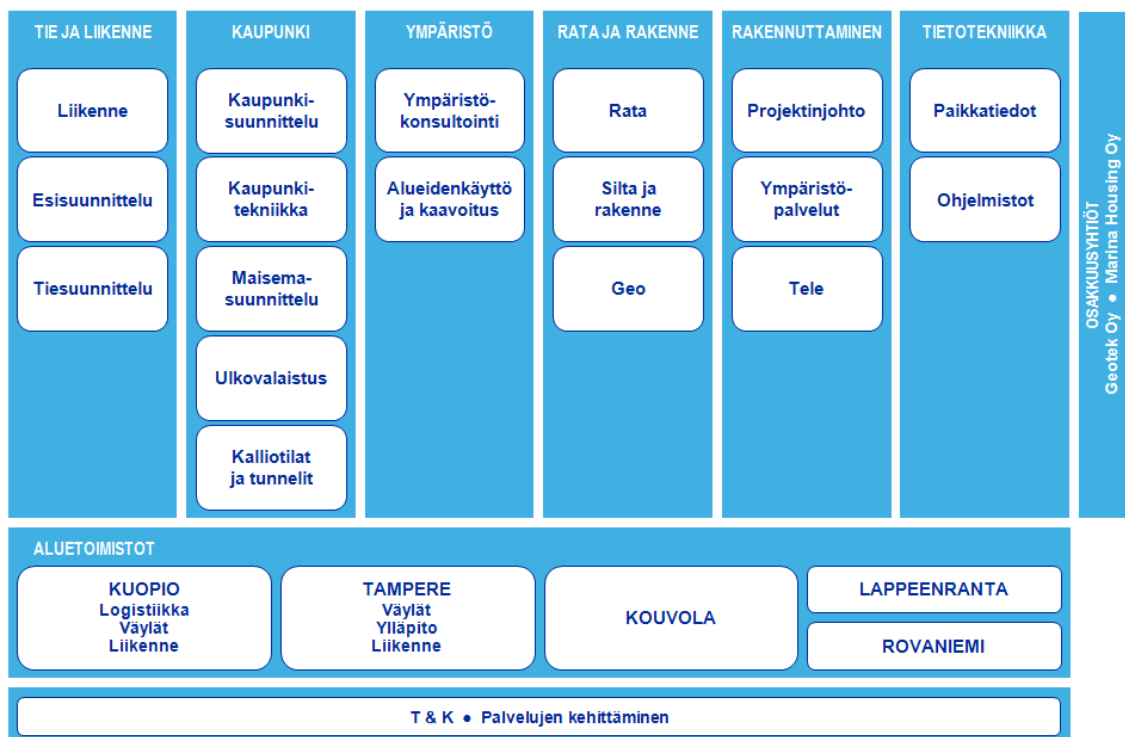 TIE JA LIIKENNE
Liikenne
Esisuunnittelu
Tiesuunnittelu
KAUPUNKI
Kaupunki-
suunnittelu
Kaupunki-
tekniikka
Maisema-
suunnittelu
Ulkovalaistus
Kalliotilat
ja tunnelit
YMPÄRISTÖ
Ympäristö-
konsultointi
Alueidenkäyttö
ja kaavoitus
RATA JA RAKENNE
Rata
Silta ja
rakenne
Geo
RAKENNUTTAMINEN
Projektinjohto
Ympäristö-
palvelut
Tele
TIETOTEKNIIKKA
Paikkatiedot
Ohjelmistot
OSAKKUUSYHTIÖT
Geotek Oy ● Marina Housing Oy
ALUETOIMISTOT
KUOPIO
Logistiikka
Väylät
Liikenne
TAMPERE
Väylät
Ylläpito
Liikenne
KOUVOLA
LAPPEENRANTA
ROVANIEMI
T & K ● Palvelujen kehittäminen